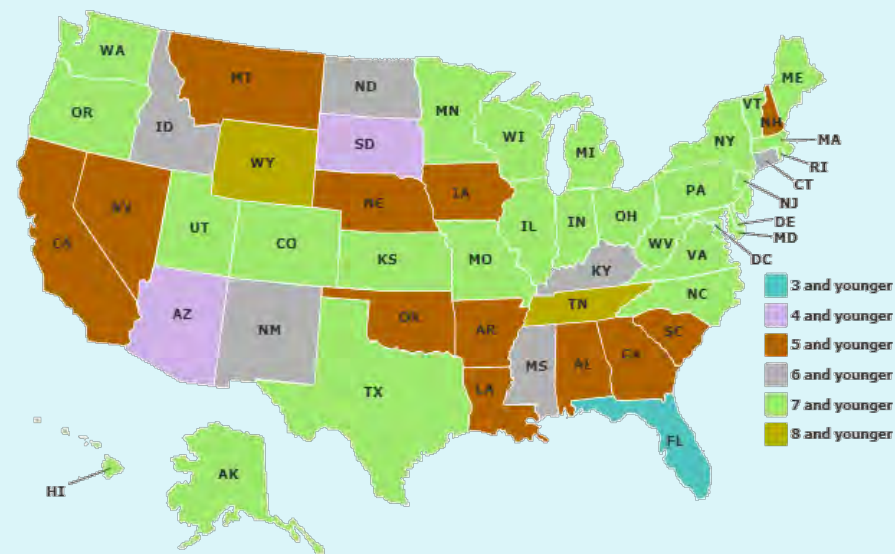 WA
MT
ND
MN
ME
VT
NH
OR
ID
SD
WI
NY
MA
MI
RI
WY
CT
IA
PA
NJ
NE
OH
DE
NV
IL
IN
MD
UT
CA
CO
WV
DC
KS
MO
VA
KY
3 and younger
NC
TN
4 and younger
AZ
OK
AR
SC
NM
5 and younger
MS
AL
GA
6 and younger
TX
LA
7 and younger
8 and younger
FL
AK
HI